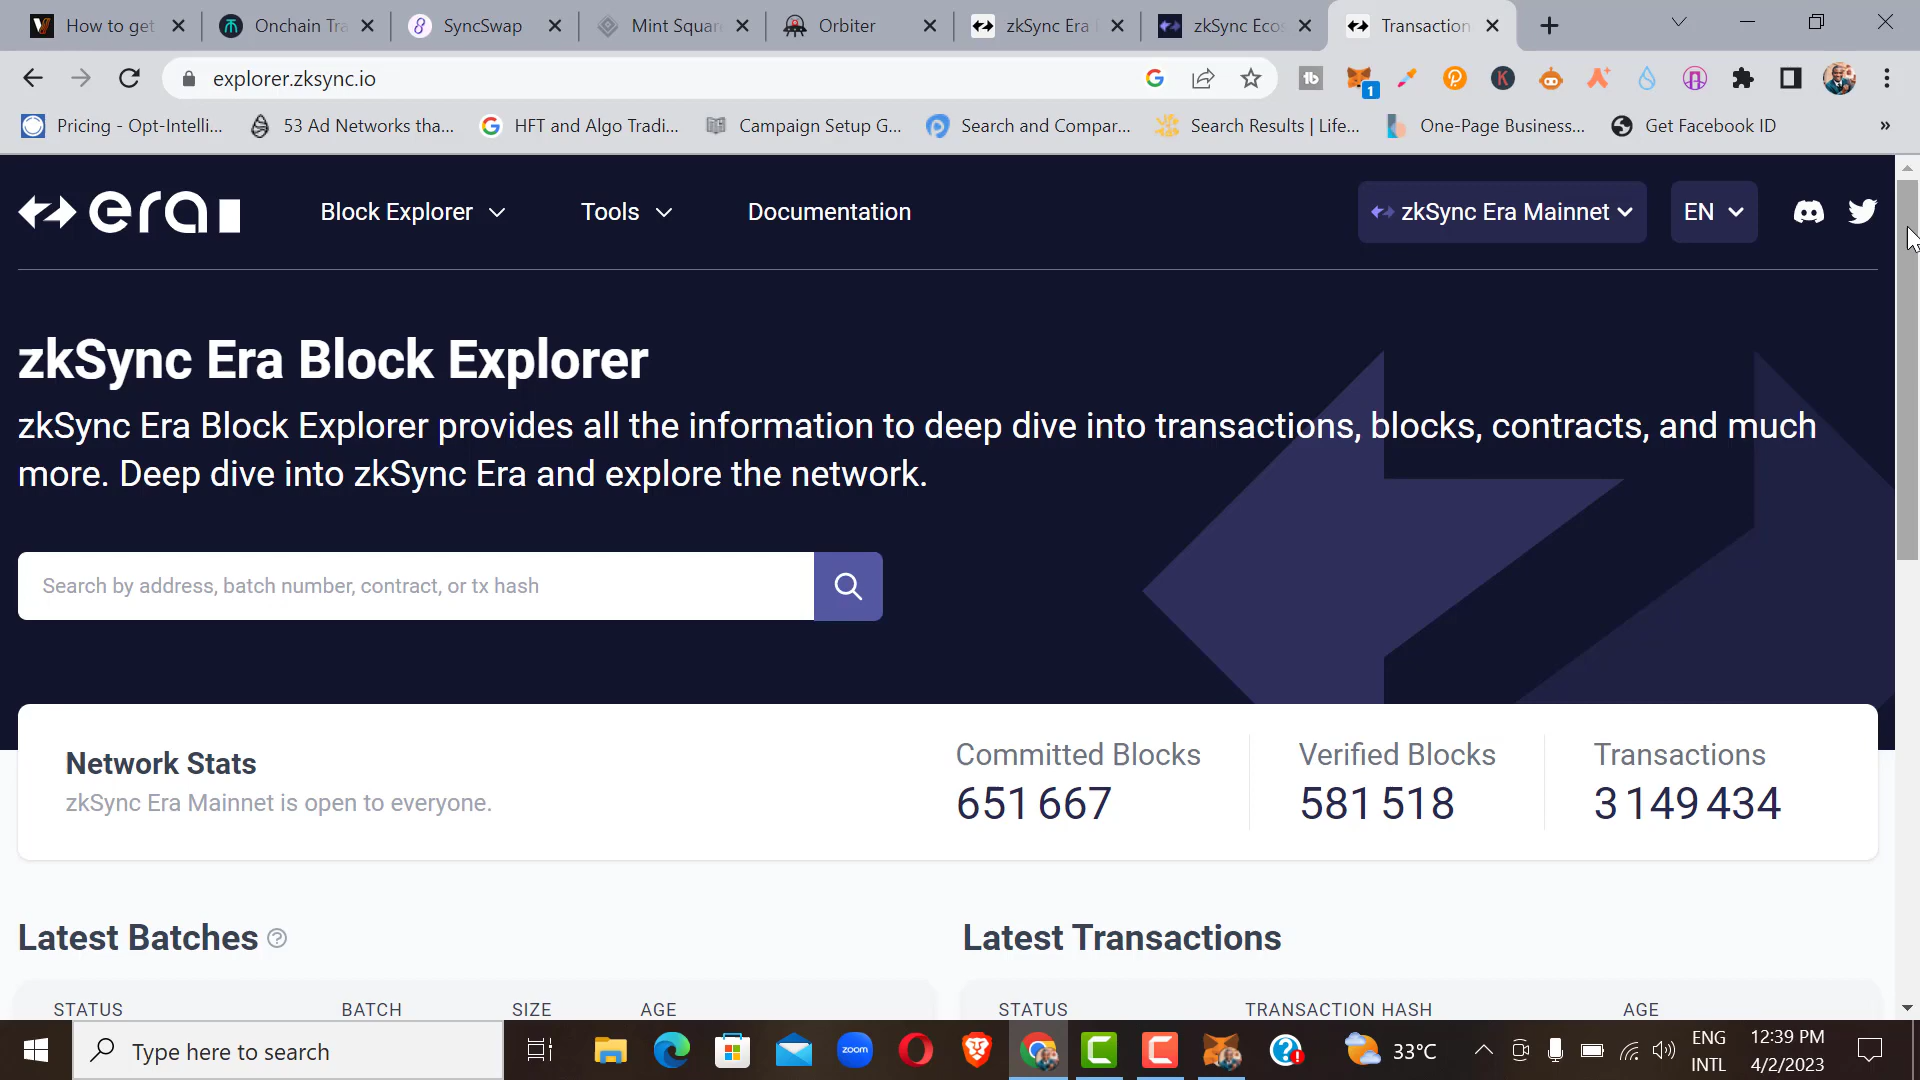 How to get
Onchain Tra
SyncSwap
Mint Squar
Orbiter
zkSync Era
zkSync Eco
Transaction
explorer.zksync.io
1
Pricing - Opt-Intelli...
53 Ad Networks tha...
HFT and Algo Tradi...
Campaign Setup G...
Search and Compar...
Search Results | Life...
One-Page Business...
Get Facebook ID
»
era
Block Explorer
Tools
Documentation
zkSync Era Mainnet
EN
zkSync Era Block Explorer
zkSync Era Block Explorer provides all the information to deep dive into transactions, blocks, contracts, and much
more. Deep dive into zkSync Era and explore the network.
Search by address, batch number, contract, or tx hash
Network Stats
zkSync Era Mainnet is open to everyone.
Committed Blocks
651 667
Verified Blocks
581 518
Transactions
3 149 434
Latest Batches
STATUS BATCH SIZE AGE
Latest Transactions
STATUS TRANSACTION HASH AGE
Type here to search
zoom
33°C
ENG
INTL
12:39 PM
4/2/2023